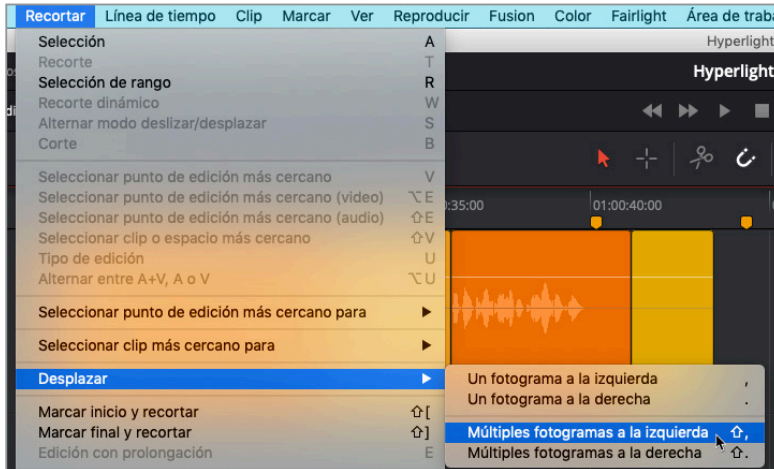 Recortar Línea de tiempo Clip Marcar Ver Reproducir Fusion Color Fairlight Área de
Hyperlight
Hyperlight
Selección A
Recorte T
Selección de rango R
Recorte dinámico W
Alternar modo deslizar/desplazar S
Corte B
Seleccionar punto de edición más cercano V
Seleccionar punto de edición más cercano (video) ⌥E
Seleccionar punto de edición más cercano (audio) ⇧E
Seleccionar clip o espacio más cercano ⇧V
Tipo de edición U
Alternar entre A+V, A o V ⌥U
:35:00 01:00:40:00
Seleccionar punto de edición más cercano para ▶
Seleccionar clip más cercano para ▶
Desplazar ▶
Un fotograma a la izquierda ,
Un fotograma a la derecha .
Múltiples fotogramas a la izquierda ⇧,
Múltiples fotogramas a la derecha ⇧.
Marcar inicio y recortar ⇧[
Marcar final y recortar ⇧]
Edición con prolongación E